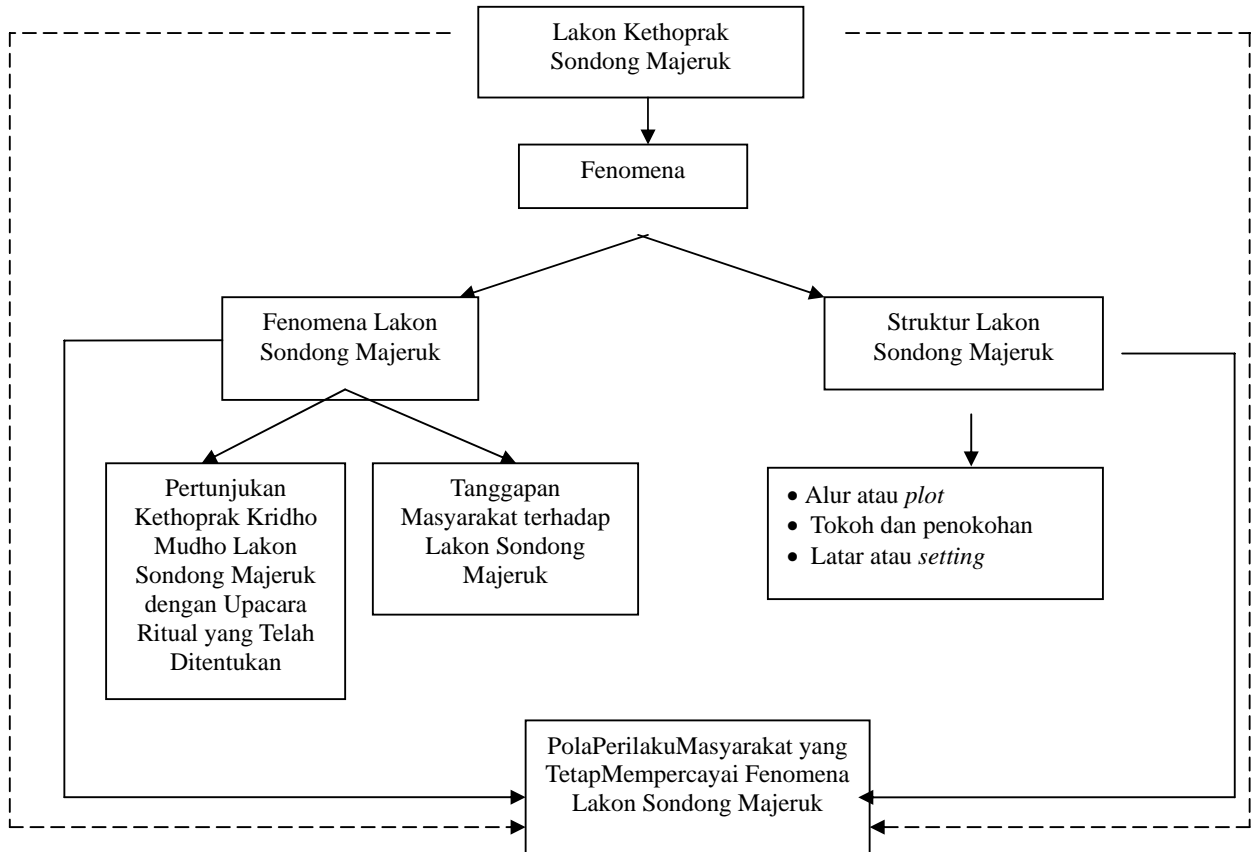 Lakon Kethoprak
Sondong Majeruk
Fenomena
Fenomena Lakon
Sondong Majeruk
Struktur Lakon
Sondong Majeruk
Pertunjukan
Kethoprak Kridho
Mudho Lakon
Sondong Majeruk
dengan Upacara
Ritual yang Telah
Ditentukan
Tanggapan
Masyarakat terhadap
Lakon Sondong
Majeruk
• Alur atau plot
• Tokoh dan penokohan
• Latar atau setting
PolaPerilakuMasyarakat yang
TetapMempercayai Fenomena
Lakon Sondong Majeruk